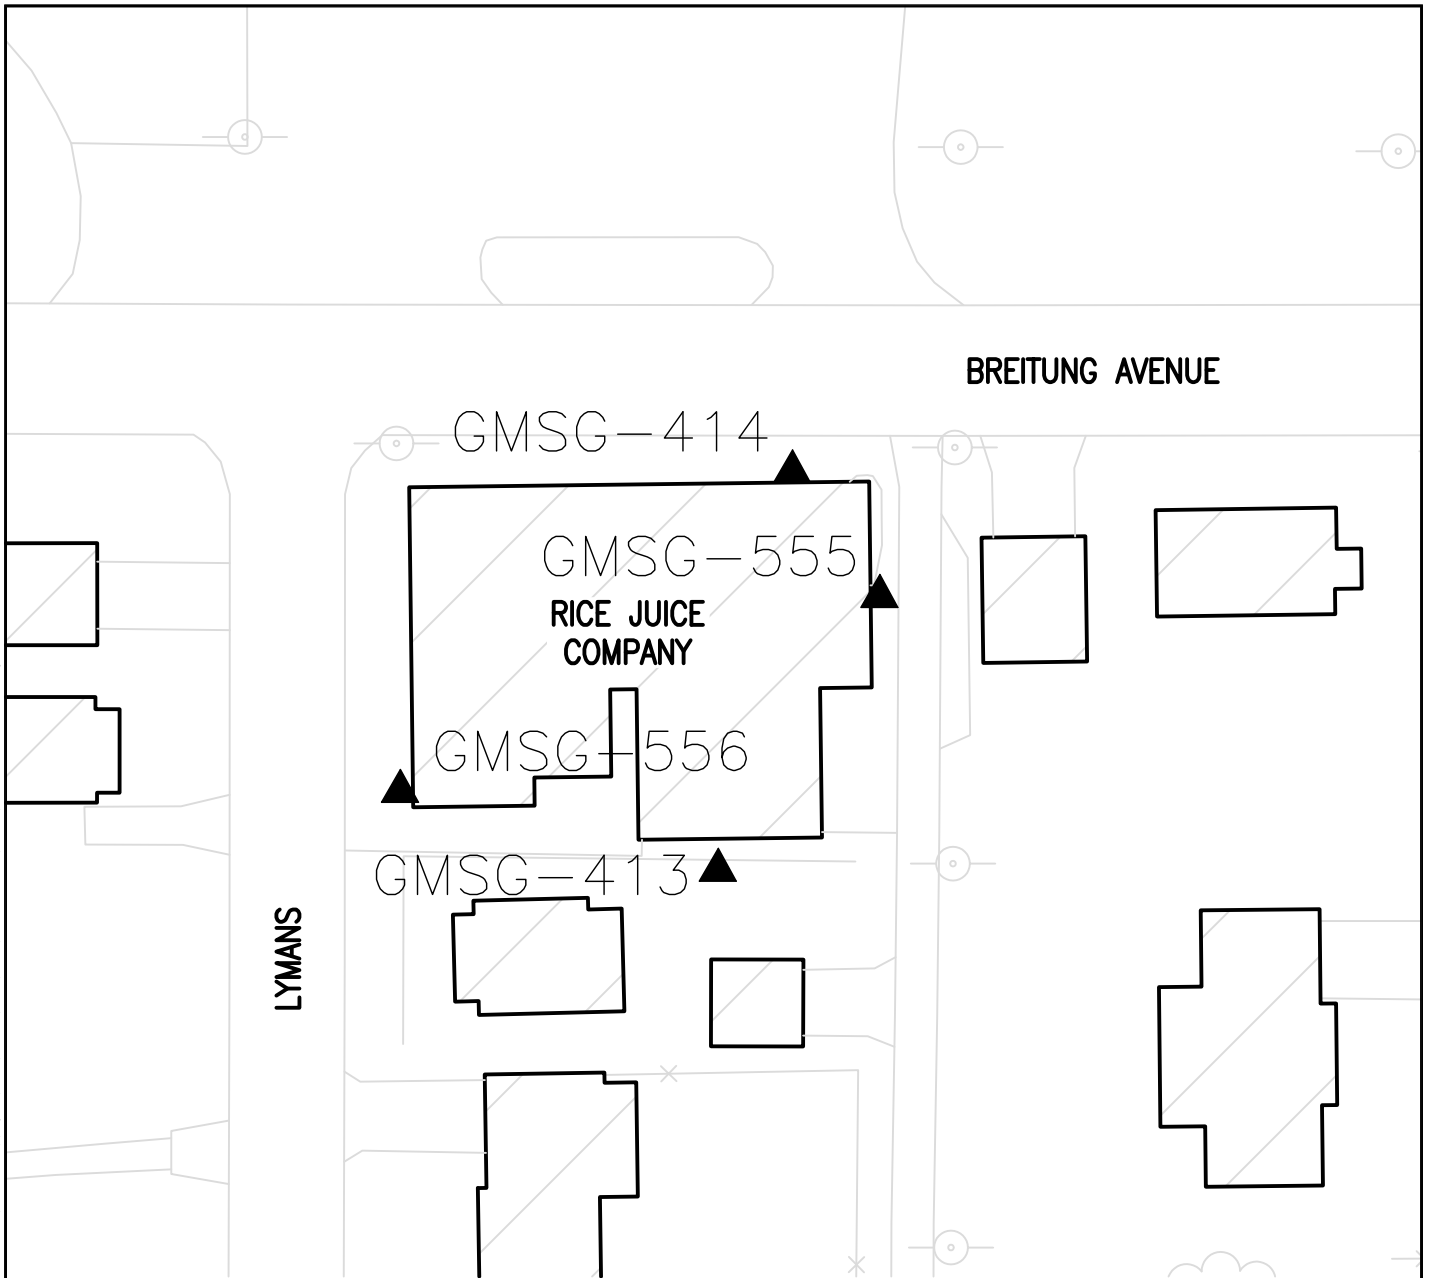 BREITUNG AVENUE
GMSG-414
GMSG-555
RICE JUICE
COMPANY
GMSG-556
GMSG-413
LYMANS